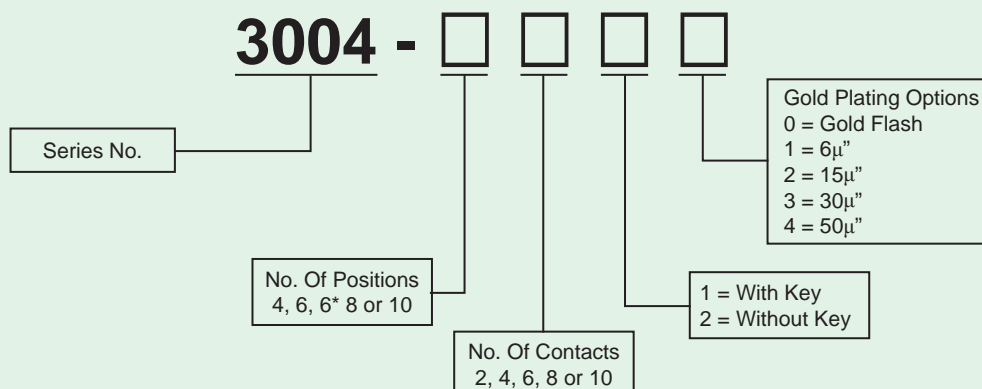 3004 -
Series No.
Gold Plating Options
0 = Gold Flash
1 = 6μ”
2 = 15μ”
3 = 30μ”
4 = 50μ”
No. Of Positions
4, 6, 6* 8 or 10
1 = With Key
2 = Without Key
No. Of Contacts
2, 4, 6, 8 or 10